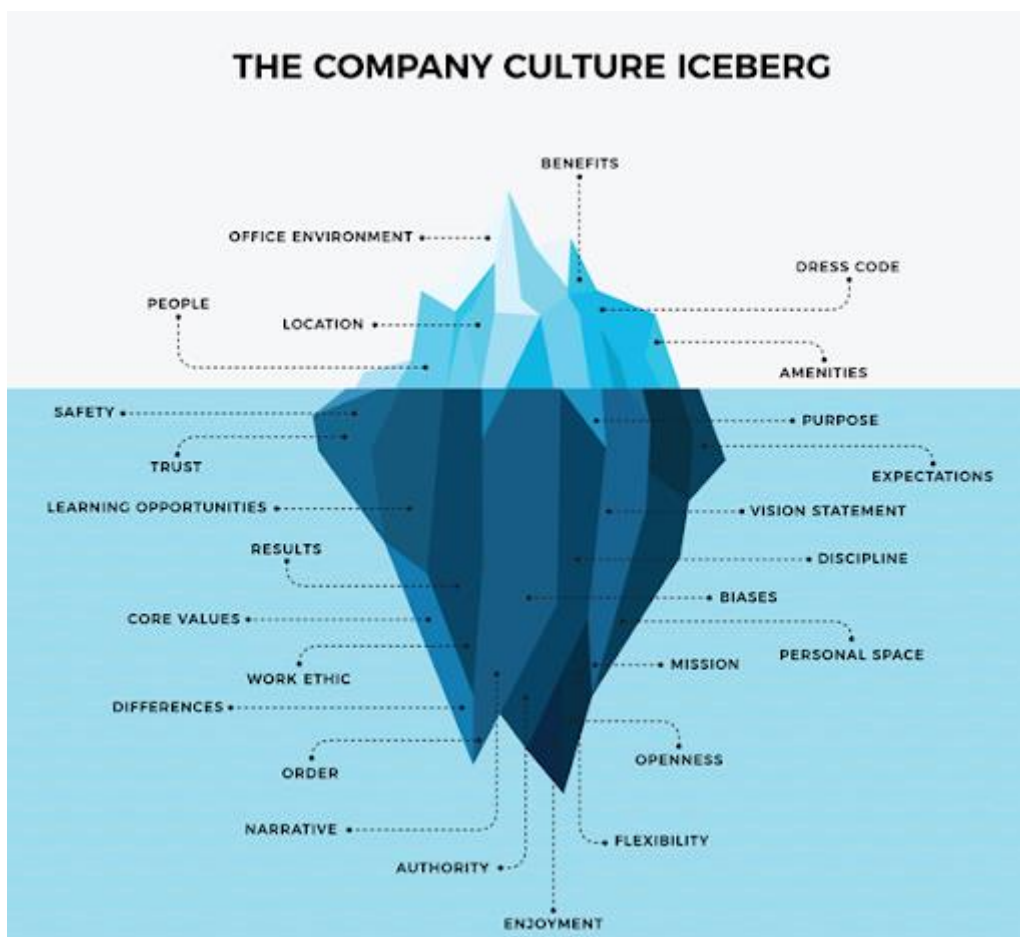 THE COMPANY CULTURE ICEBERG
BENEFITS
OFFICE ENVIRONMENT
DRESS CODE
PEOPLE
LOCATION
AMENITIES
SAFETY
PURPOSE
TRUST
EXPECTATIONS
LEARNING OPPORTUNITIES
VISION STATEMENT
RESULTS
DISCIPLINE
BIASES
CORE VALUES
PERSONAL SPACE
MISSION
WORK ETHIC
DIFFERENCES
OPENNESS
ORDER
NARRATIVE
FLEXIBILITY
AUTHORITY
ENJOYMENT